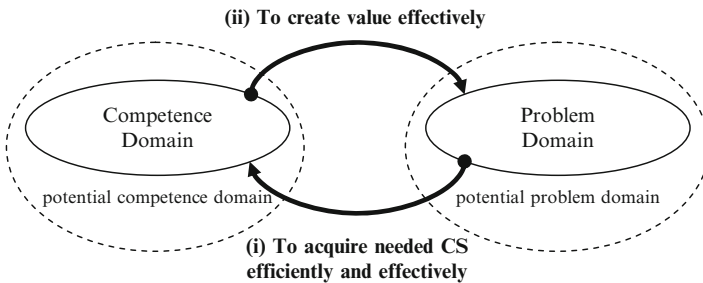 (ii) To create value effectively
Competence
Domain
Problem
Domain
potential competence domain
potential problem domain
(i) To acquire needed CS
efficiently and effectively